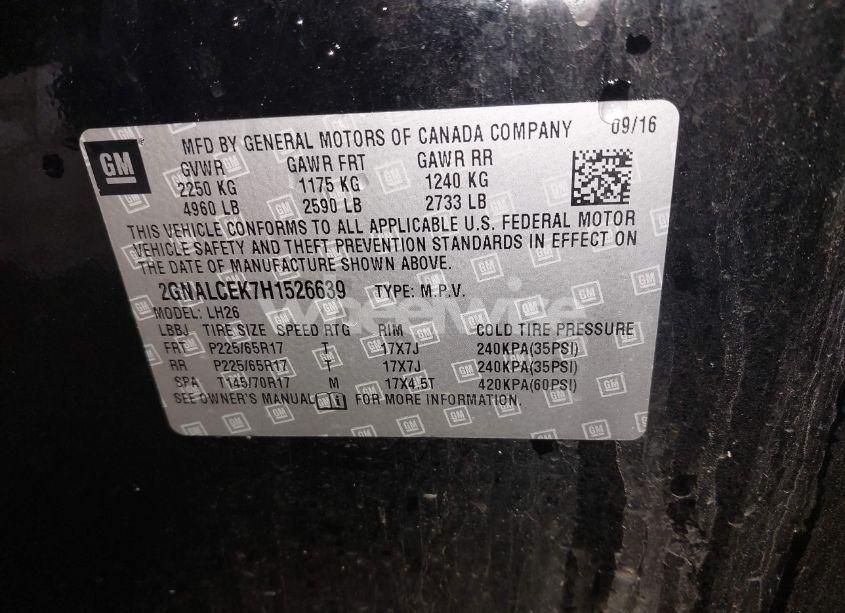 GM
MFD BY GENERAL MOTORS OF CANADA COMPANY 09/16
GVWR GAWR FRT GAWR RR
2250 KG 1175 KG 1240 KG
4960 LB 2590 LB 2733 LB
THIS VEHICLE CONFORMS TO ALL APPLICABLE U.S. FEDERAL MOTOR
VEHICLE SAFETY AND THEFT PREVENTION STANDARDS IN EFFECT ON
THE DATE OF MANUFACTURE SHOWN ABOVE.
2GNALCEK7H1526639 TYPE: M.P.V.
MODEL: LH26
LBBJ TIRE SIZE SPEED RTG RIM COLD TIRE PRESSURE
FRT P225/65R17 T 17X7J 240KPA(35PSI)
RR P225/65R17 T 17X7J 240KPA(35PSI)
SPA T145/70R17 M 17X4.5T 420KPA(60PSI)
SEE OWNER'S MANUAL FOR MORE INFORMATION.
wheelwire